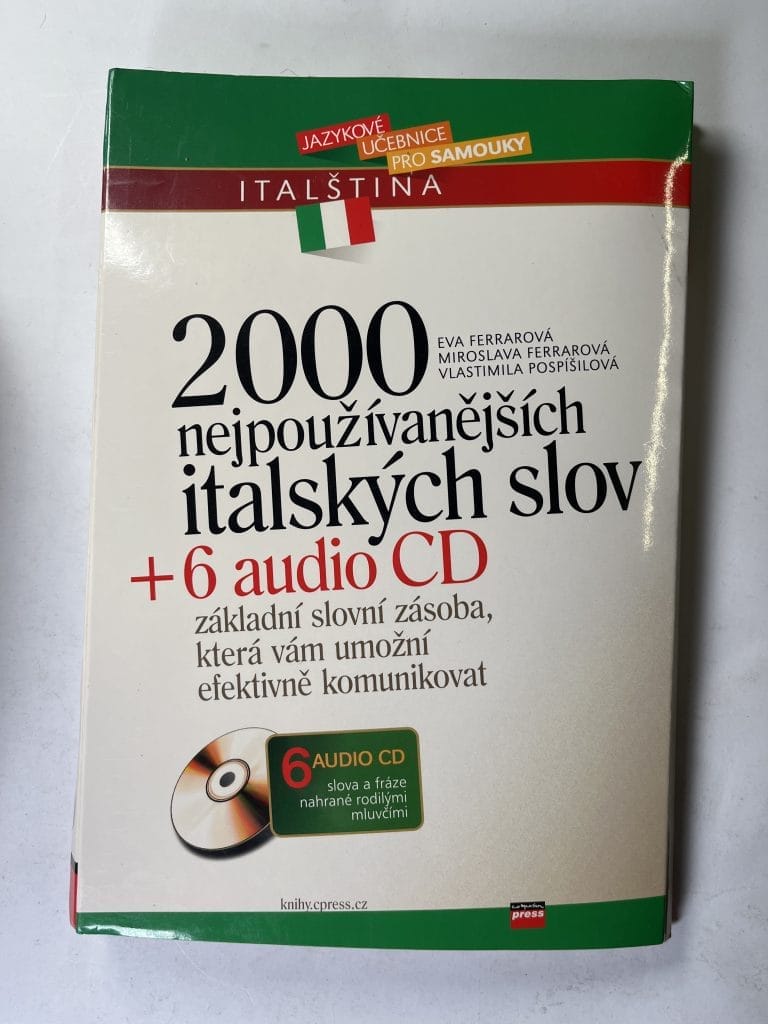 JAZYKOVÉ
UČEBNICE
PRO SAMOUKY
ITALŠTINA
2000
EVA FERRAROVÁ
MIROSLAVA FERRAROVÁ
VLASTIMILA POSPÍŠILOVÁ
nejpoužívanějších
italských slov
+ 6 audio CD
základní slovní zásoba,
která vám umožní
efektivně komunikovat
6 AUDIO CD
slova a fráze
nahrané rodilými
mluvčími
knihy.cpress.cz
computer
press